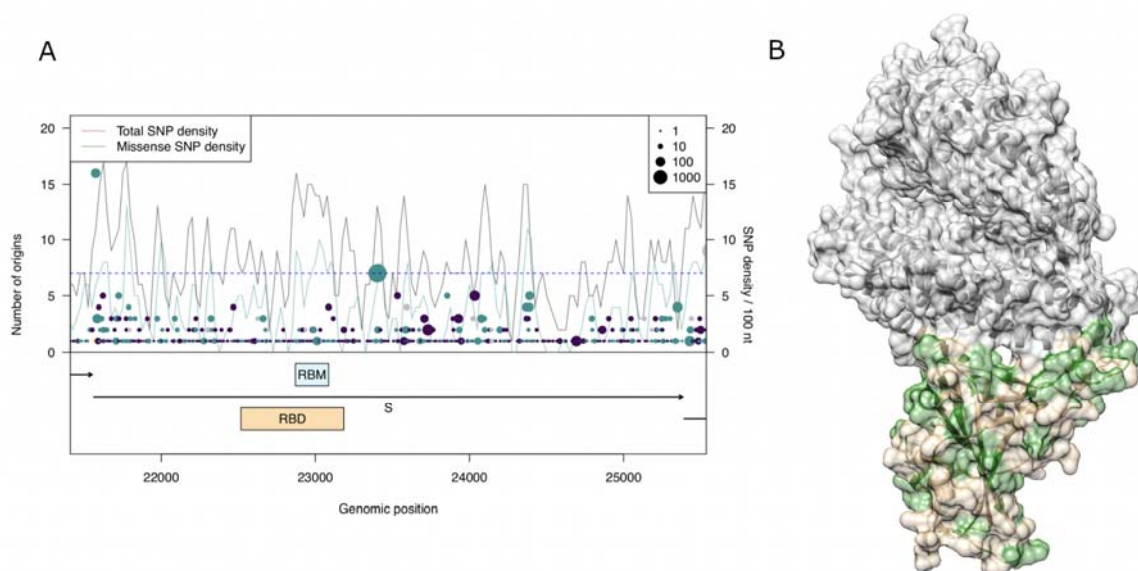 A
B
Total SNP density
Missense SNP density
1
10
100
1000
Number of origins
20
15
10
5
0
20
15
10
5
0
SNP density / 100 nt
RBM
S
RBD
22000
23000
24000
25000
Genomic position